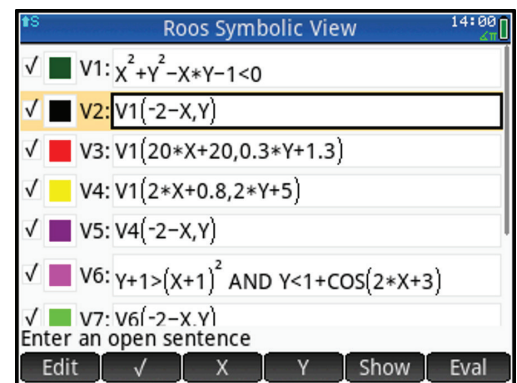 ↑S Roos Symbolic View 14:00
∠π
√ V1: X²+Y²−X*Y−1<0
√ V2: V1(-2−X,Y)
√ V3: V1(20*X+20,0.3*Y+1.3)
√ V4: V1(2*X+0.8,2*Y+5)
√ V5: V4(-2−X,Y)
√ V6: Y+1>(X+1)² AND Y<1+COS(2*X+3)
√ V7: V6(-2−X,Y)
Enter an open sentence
Edit √ X Y Show Eval